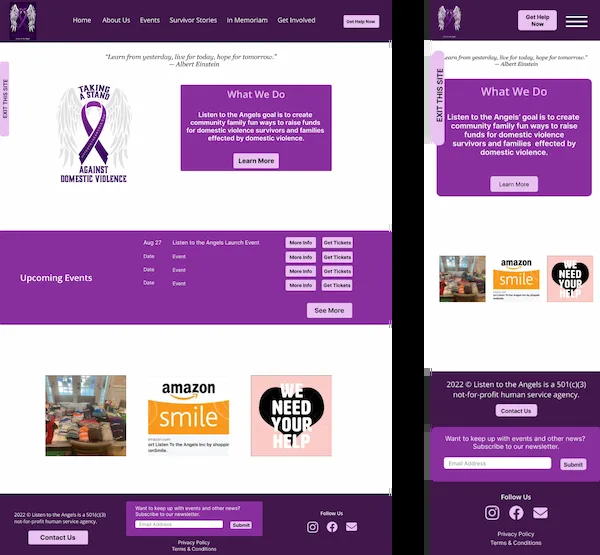 Home About Us Events Survivor Stories In Memoriam Get Involved
Get Help Now
“Learn from yesterday, live for today, hope for tomorrow.”
— Albert Einstein
EXIT THIS SITE
TAKING
A STAND
AGAINST
DOMESTIC VIOLENCE
What We Do
Listen to the Angels goal is to create
community family fun ways to raise funds
for domestic violence survivors and families
effected by domestic violence.
Learn More
Upcoming Events
Aug 27 Listen to the Angels Launch Event More Info Get Tickets
Date Event More Info Get Tickets
Date Event More Info Get Tickets
Date Event More Info Get Tickets
See More
amazon
smile
amazon.com
ort Listen To the Angels Inc by shoppin
onSmile.
WE
NEED
YOUR
HELP
2022 © Listen to the Angels is a 501(c)(3)
not-for-profit human service agency.
Contact Us
Want to keep up with events and other news?
Subscribe to our newsletter.
Email Address
Submit
Privacy Policy
Terms & Conditions
Follow Us
Get Help
Now
Learn from yesterday, live for today, hope for tomorrow.”
— Albert Einstein
EXIT THIS SITE
What We Do
Listen to the Angels’ goal is to create
community family fun ways to raise
funds for domestic violence
survivors and families effected by
domestic violence.
Learn More
amazon
smile
amazon.com
ort Listen To the Angels Inc by shoppin
onSmile.
WE
NEED
YOUR
HELP
2022 © Listen to the Angels is a 501(c)(3)
not-for-profit human service agency.
Contact Us
Want to keep up with events and other news?
Subscribe to our newsletter.
Email Address
Submit
Follow Us
Privacy Policy
Terms & Conditions